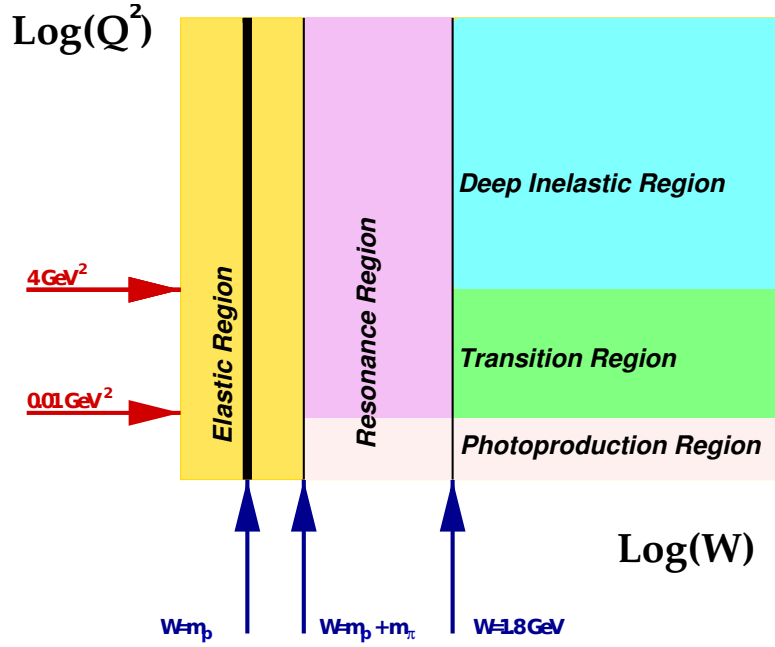 Log(Q²)
Deep Inelastic Region
4 GeV²
Elastic Region
Resonance Region
Transition Region
0.01 GeV²
Photoproduction Region
Log(W)
W=mₚ
W=mₚ + m_π
W=1.8 GeV